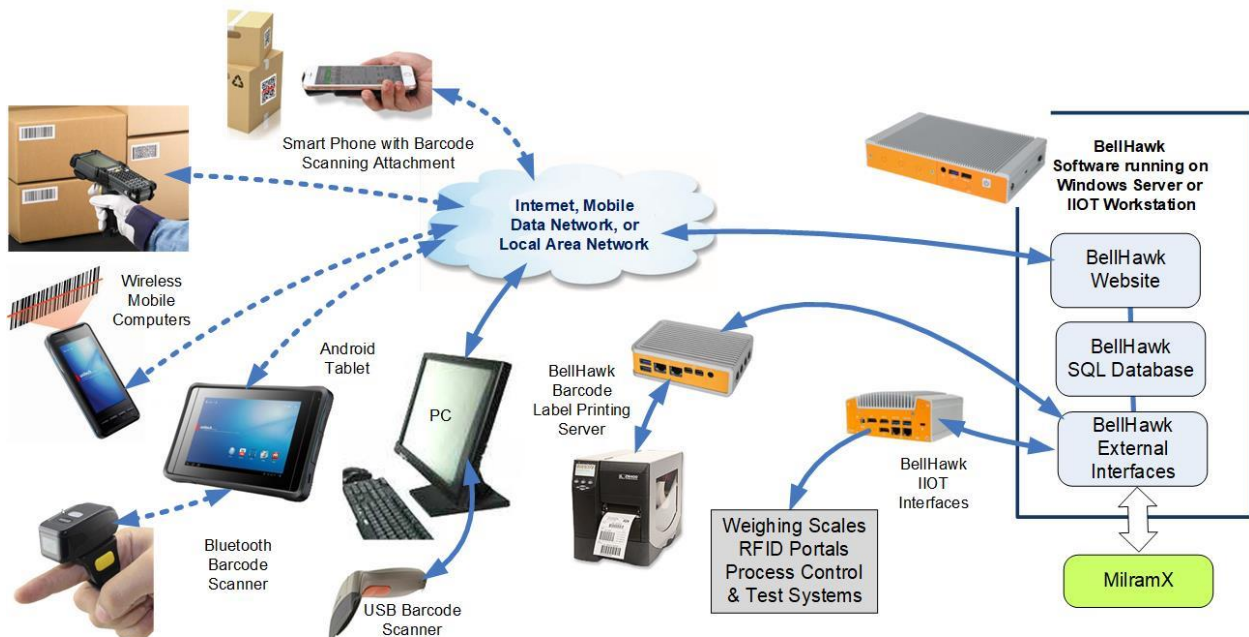 Smart Phone with Barcode
Scanning Attachment
BellHawk
Software running on
Windows Server or
IIOT Workstation
Internet, Mobile
Data Network, or
Local Area Network
BellHawk
Website
Wireless
Mobile
Computers
Android
Tablet
PC
BellHawk
Barcode
Label Printing
Server
BellHawk
SQL Database
BellHawk
External
Interfaces
BellHawk
IIOT
Interfaces
Weighing Scales
RFID Portals
Process Control
& Test Systems
Bluetooth
Barcode
Scanner
USB Barcode
Scanner
MilramX